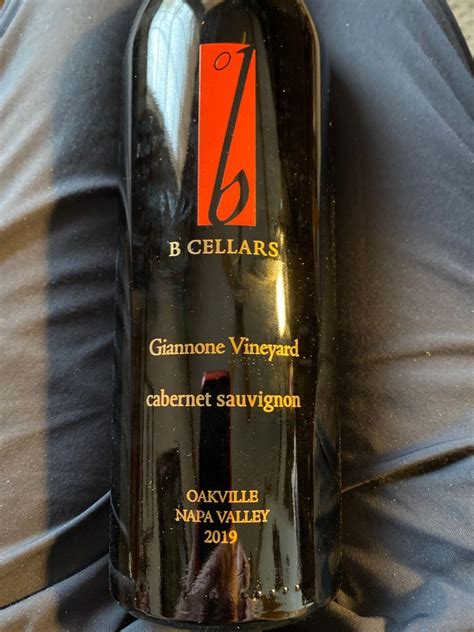 b
B CELLARS
Giannone Vineyard
cabernet sauvignon
OAKVILLE
NAPA VALLEY
2019